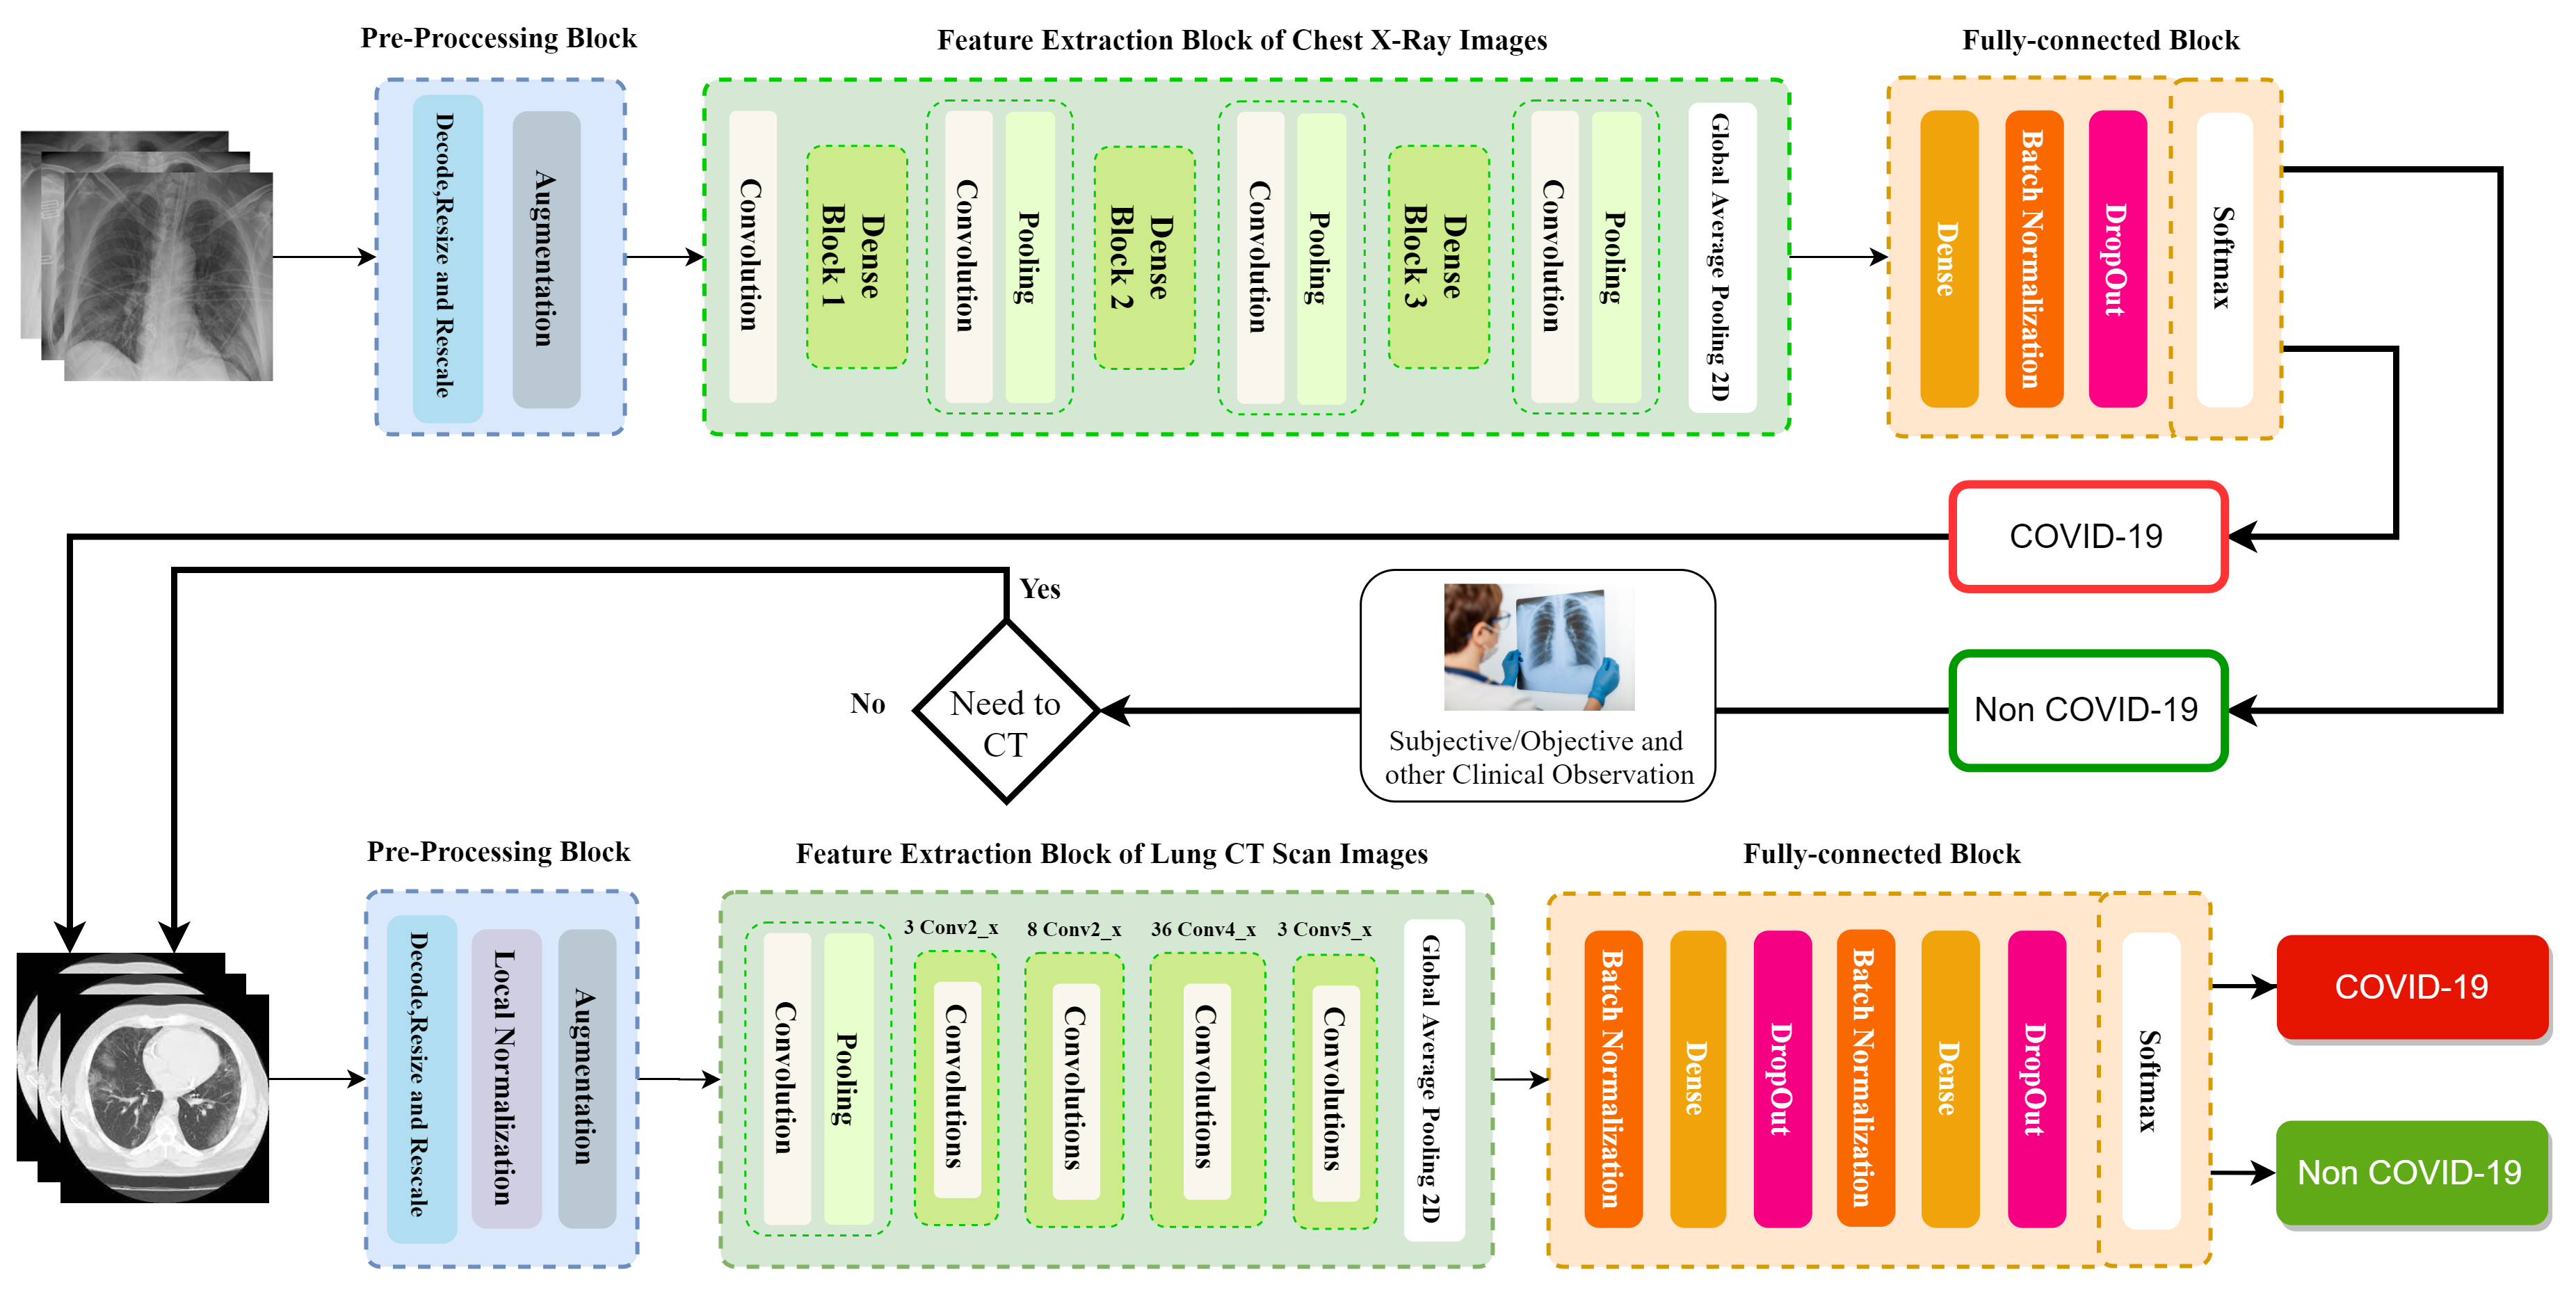 Pre-Proccessing Block
Feature Extraction Block of Chest X-Ray Images
Fully-connected Block
Decode,Resize and Rescale
Augmentation
Convolution
Dense
Block 1
Convolution
Pooling
Dense
Block 2
Convolution
Pooling
Dense
Block 3
Convolution
Pooling
Global Average Pooling 2D
Dense
Batch Normalization
DropOut
Softmax
COVID-19
Yes
No
Need to
CT
Subjective/Objective and
other Clinical Observation
Non COVID-19
Pre-Processing Block
Feature Extraction Block of Lung CT Scan Images
Fully-connected Block
Decode,Resize and Rescale
Local Normalization
Augmentation
Convolution
Pooling
3 Conv2_x
Convolutions
8 Conv2_x
Convolutions
36 Conv4_x
Convolutions
3 Conv5_x
Convolutions
Global Average Pooling 2D
Batch Normalization
Dense
DropOut
Batch Normalization
Dense
DropOut
Softmax
COVID-19
Non COVID-19